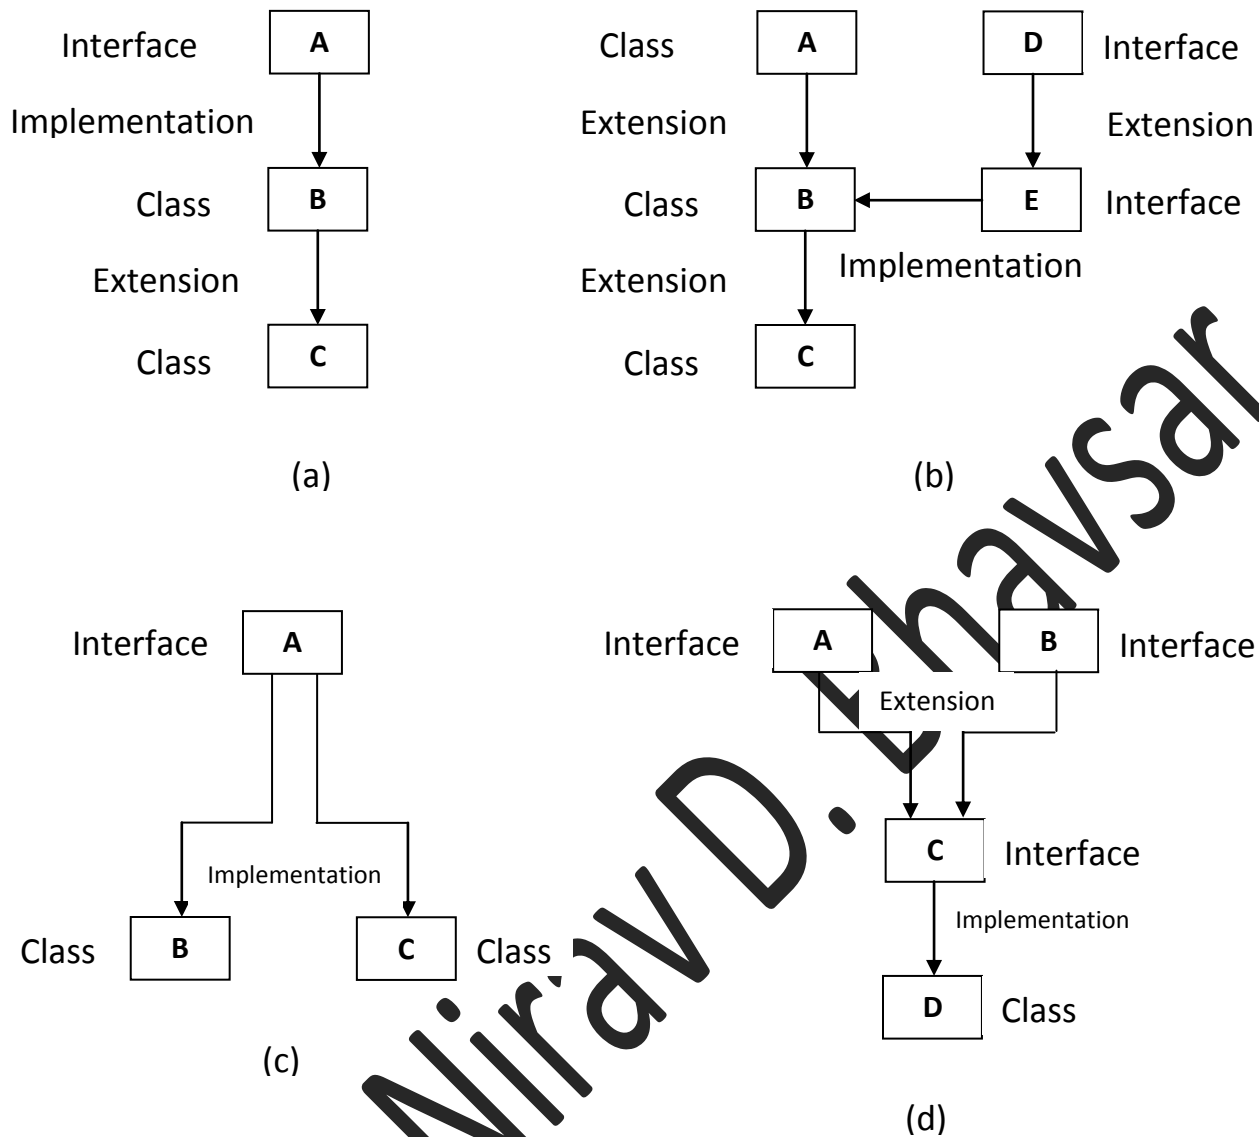 Interface A
Implementation
Class B
Extension
Class C
(a)
Class A D Interface
Extension Extension
Class B E Interface
Implementation
Extension
Class C
(b)
Interface A
Implementation
Class B C Class
(c)
Interface A B Interface
Extension
C Interface
Implementation
D Class
(d)
Nirav D. Bhavsar